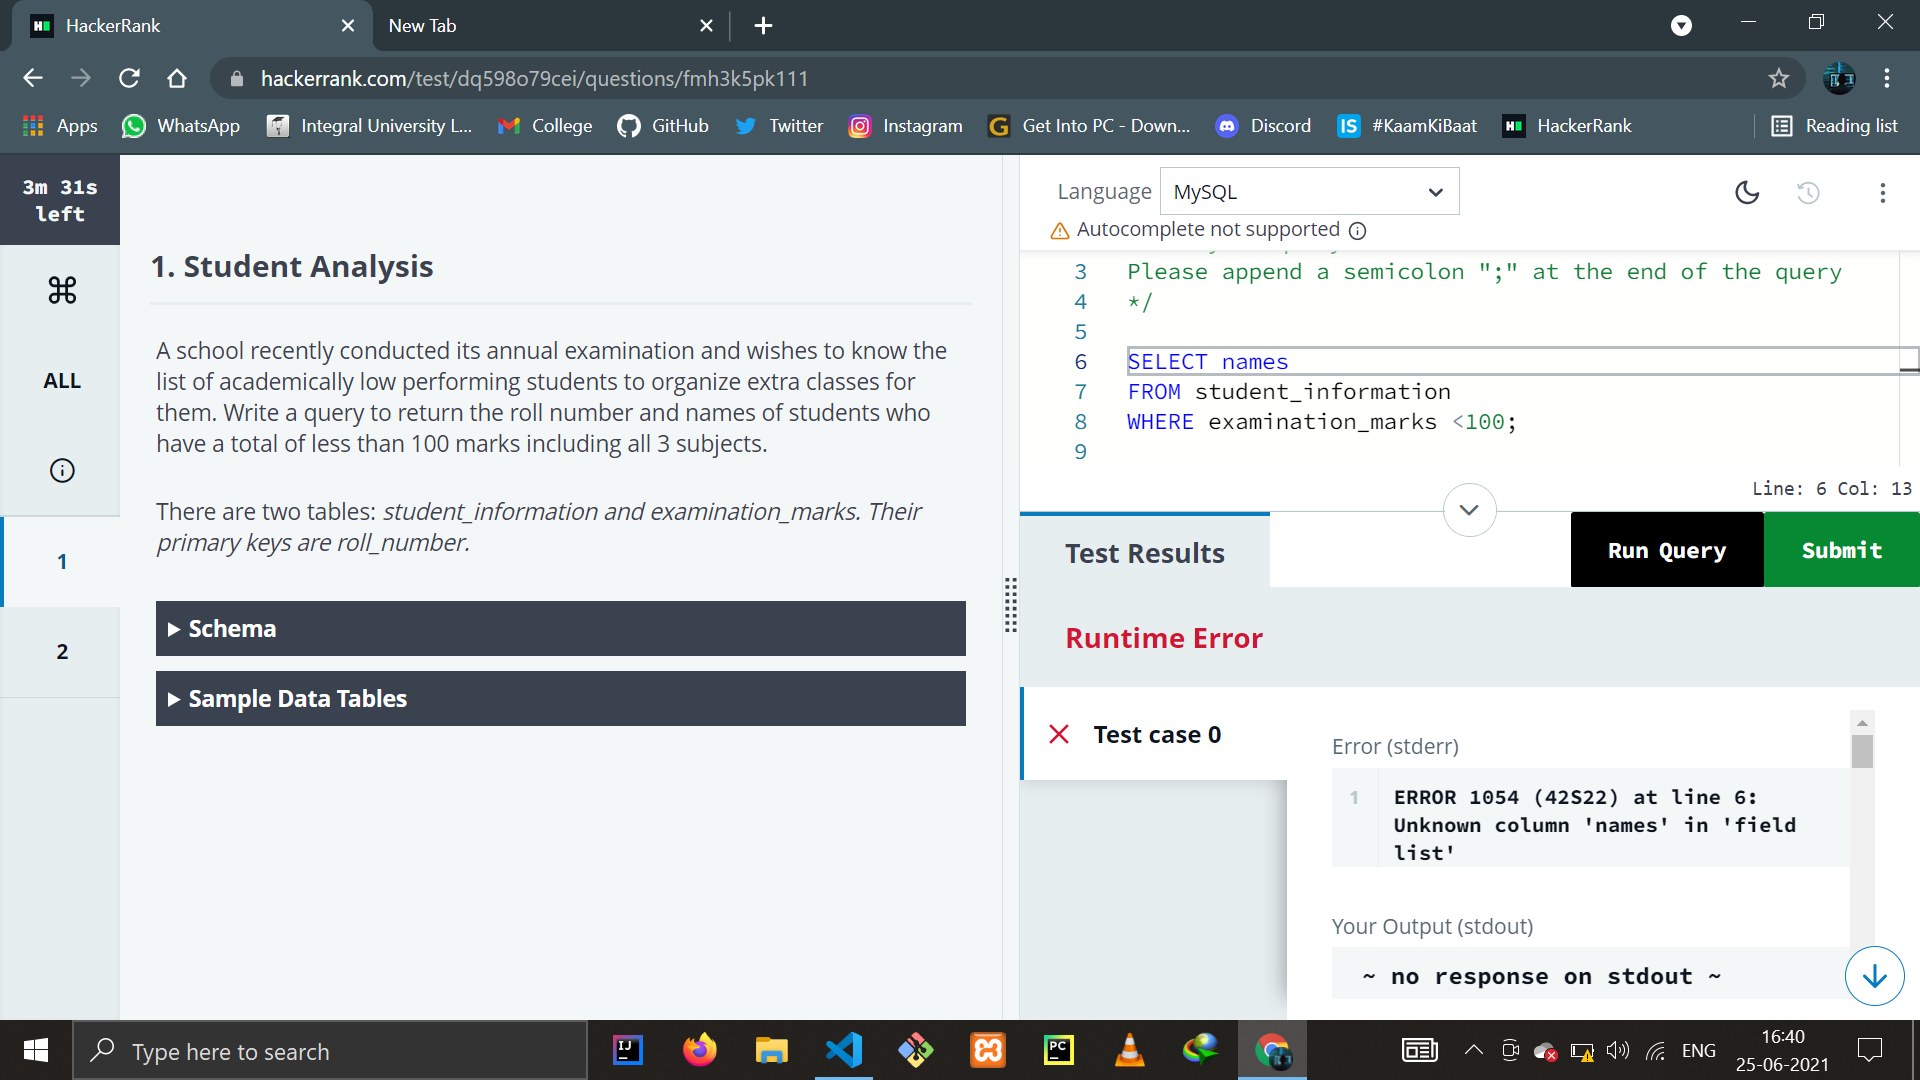 HackerRank
New Tab
hackerrank.com/test/dq598o79cei/questions/fmh3k5pk111
Apps
WhatsApp
Integral University L...
College
GitHub
Twitter
Instagram
Get Into PC - Down...
Discord
#KaamKiBaat
HackerRank
Reading list
3m 31s
left
ALL
1
2
1. Student Analysis
A school recently conducted its annual examination and wishes to know the
list of academically low performing students to organize extra classes for
them. Write a query to return the roll number and names of students who
have a total of less than 100 marks including all 3 subjects.
There are two tables: student_information and examination_marks. Their
primary keys are roll_number.
Schema
Sample Data Tables
Language MySQL
Autocomplete not supported
3 Please append a semicolon ";" at the end of the query
4 */
5
6 SELECT names
7 FROM student_information
8 WHERE examination_marks <100;
9
Line: 6 Col: 13
Test Results
Run Query
Submit
Runtime Error
Test case 0
Error (stderr)
1 ERROR 1054 (42S22) at line 6:
Unknown column 'names' in 'field
list'
Your Output (stdout)
~ no response on stdout ~
Type here to search
ENG
16:40
25-06-2021